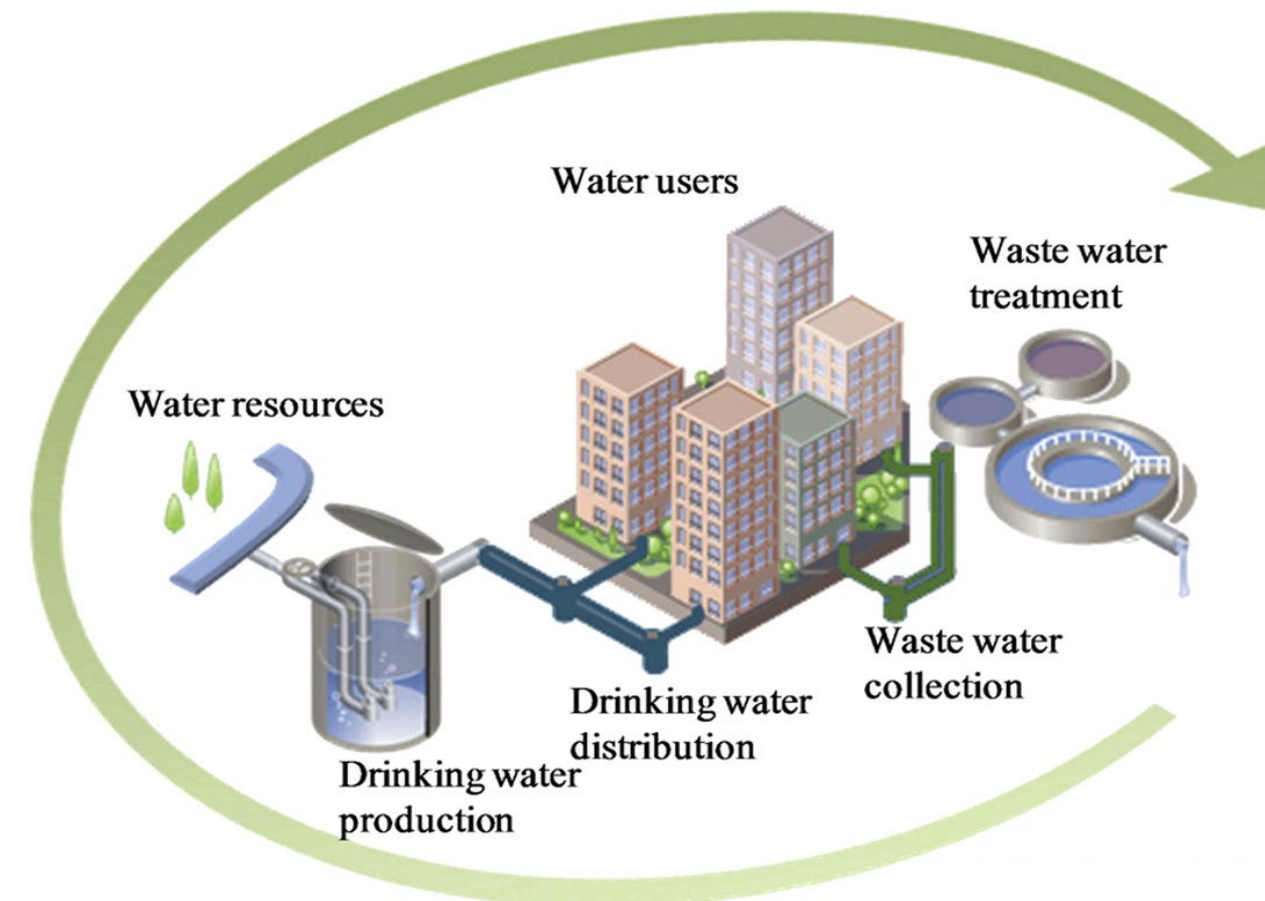 Water users
Waste water
treatment
Water resources
Waste water
collection
Drinking water
distribution
Drinking water
production